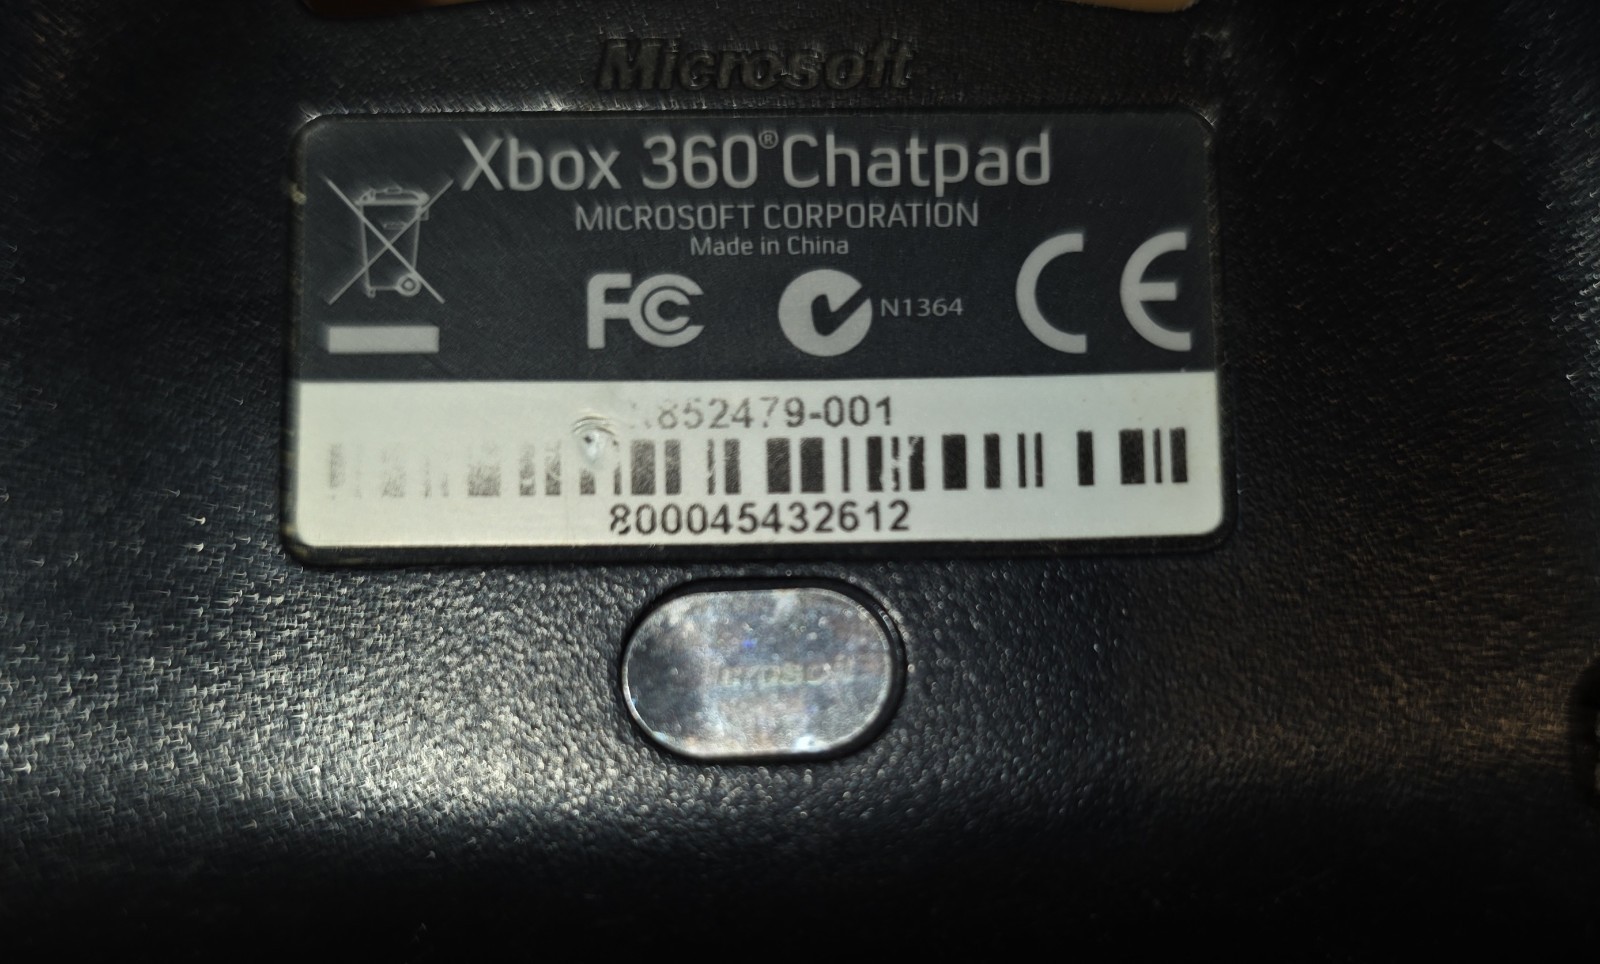 Microsoft
Xbox 360® Chatpad
MICROSOFT CORPORATION
Made in China
FC N1364 CE
852479-001
800045432612